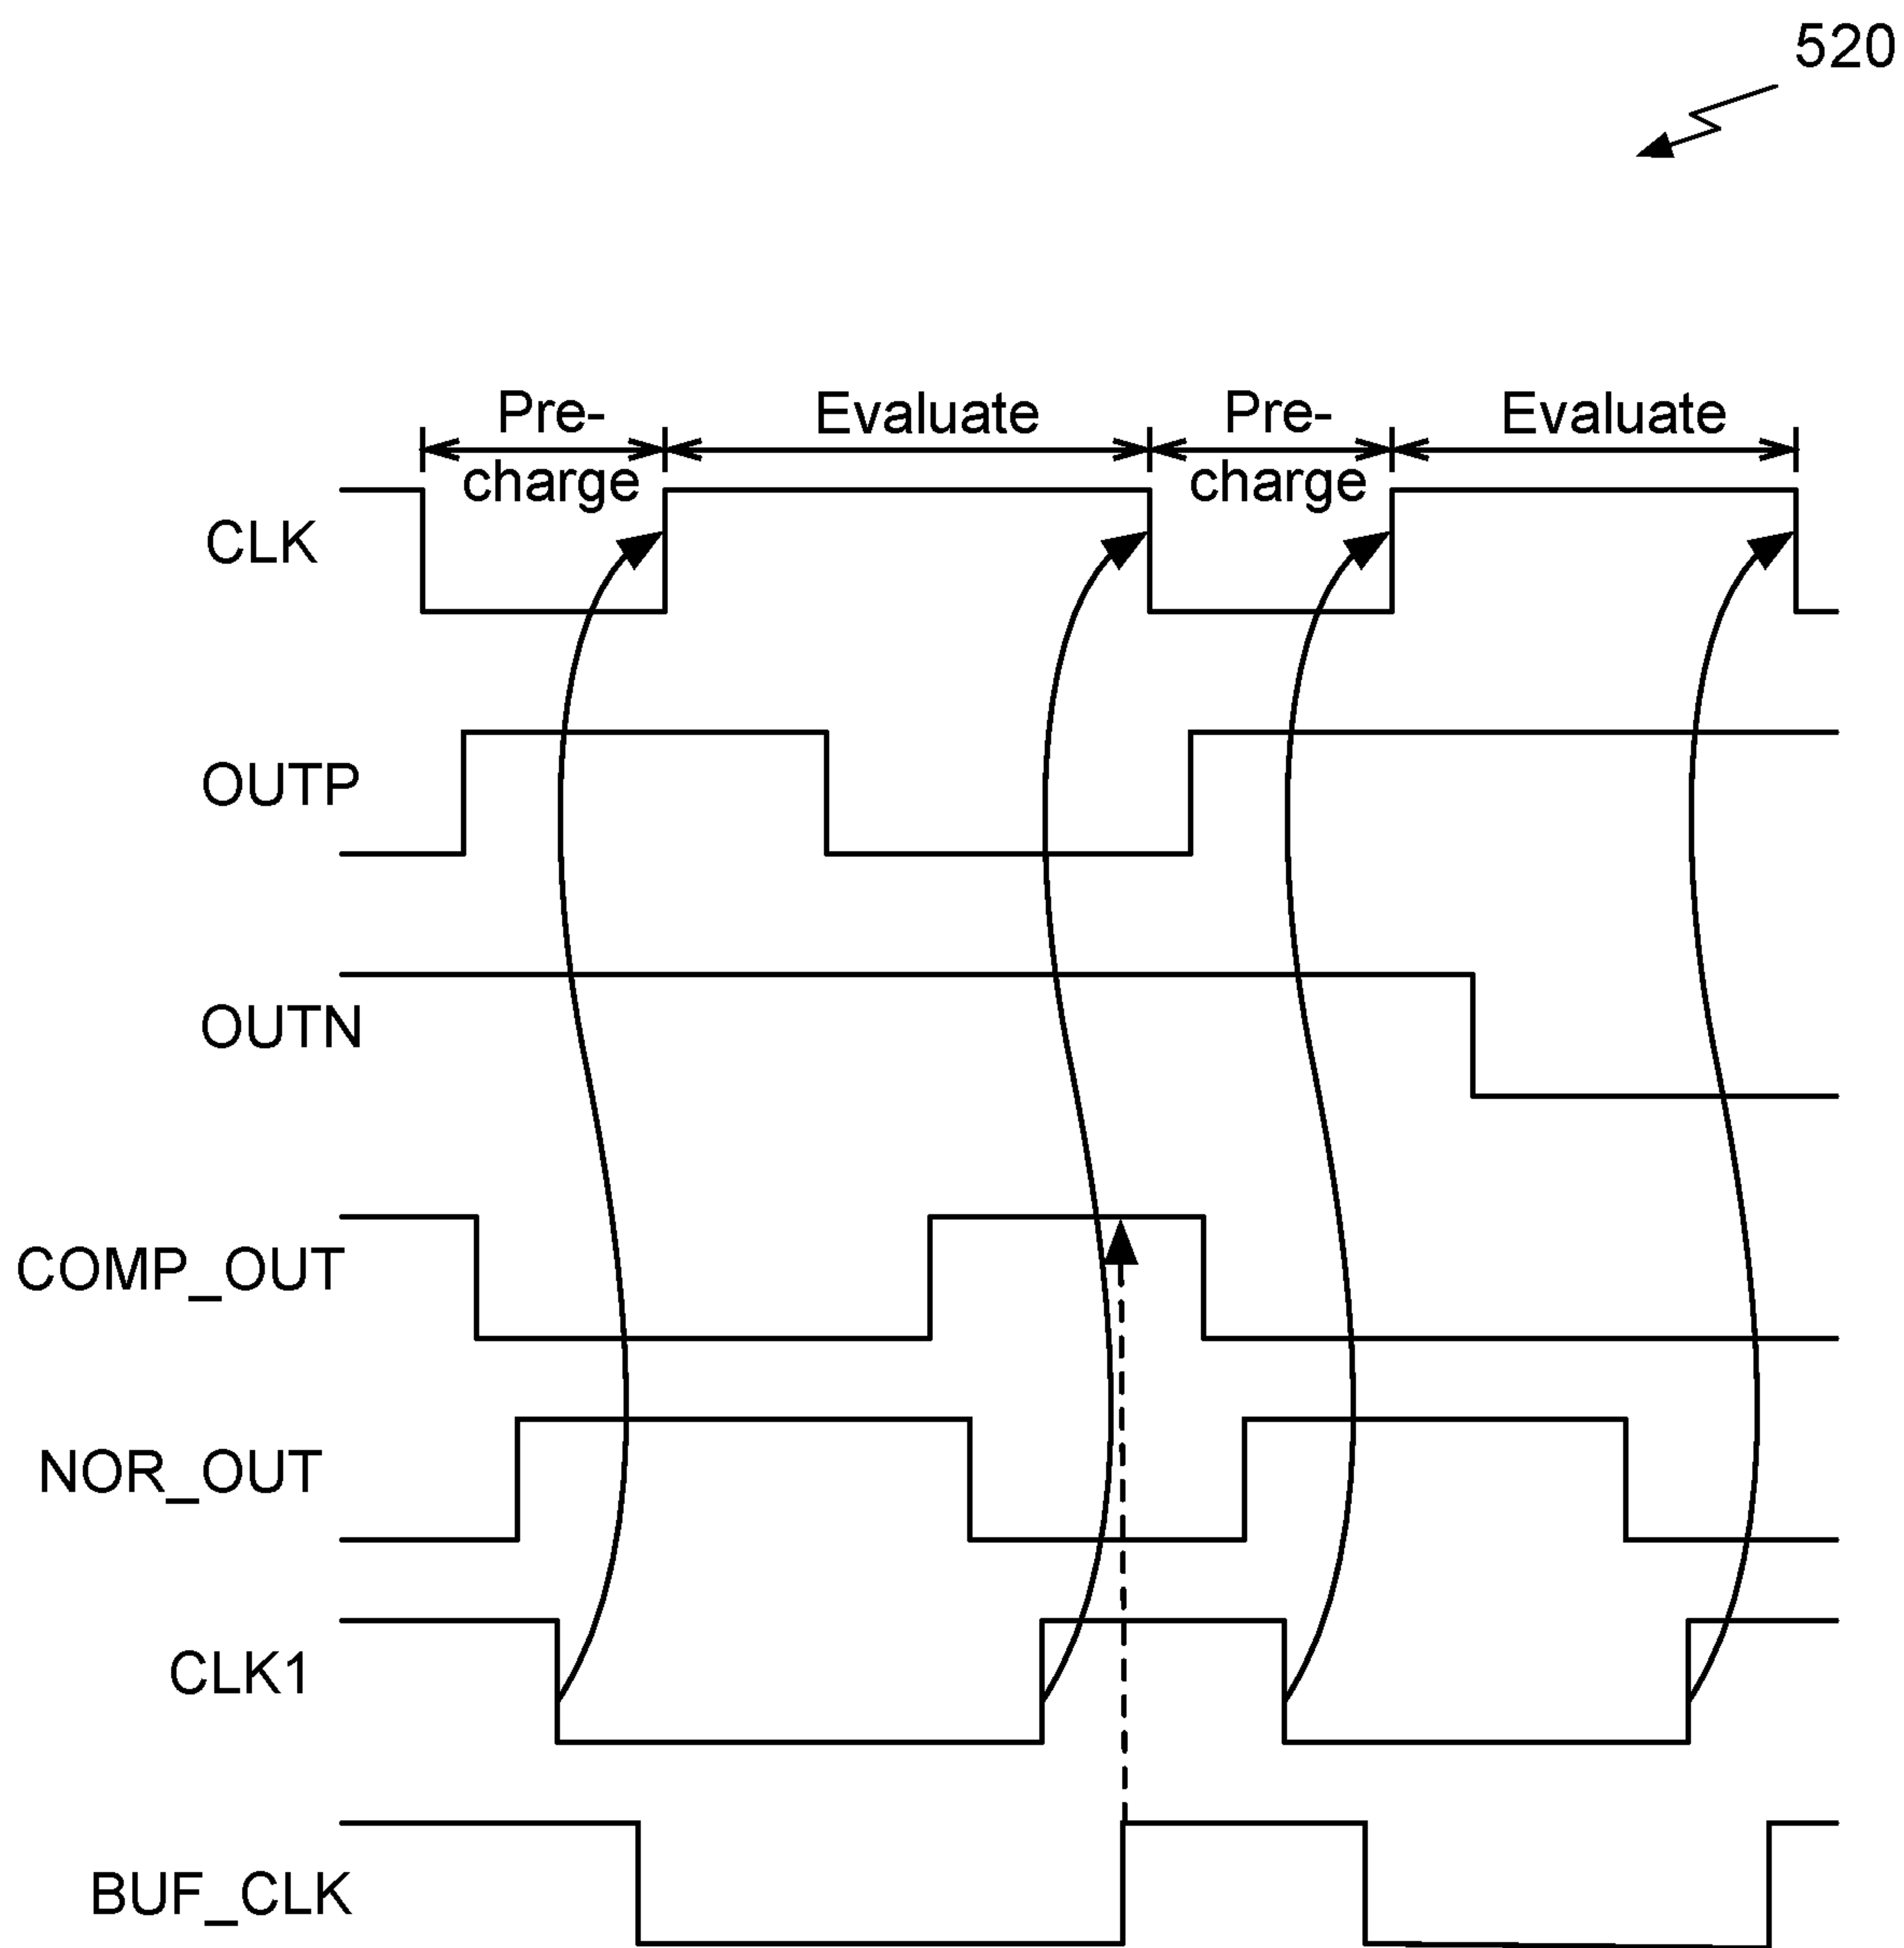 520
Pre-
charge
Evaluate
Pre-
charge
Evaluate
CLK
OUTP
OUTN
COMP_OUT
NOR_OUT
CLK1
BUF_CLK